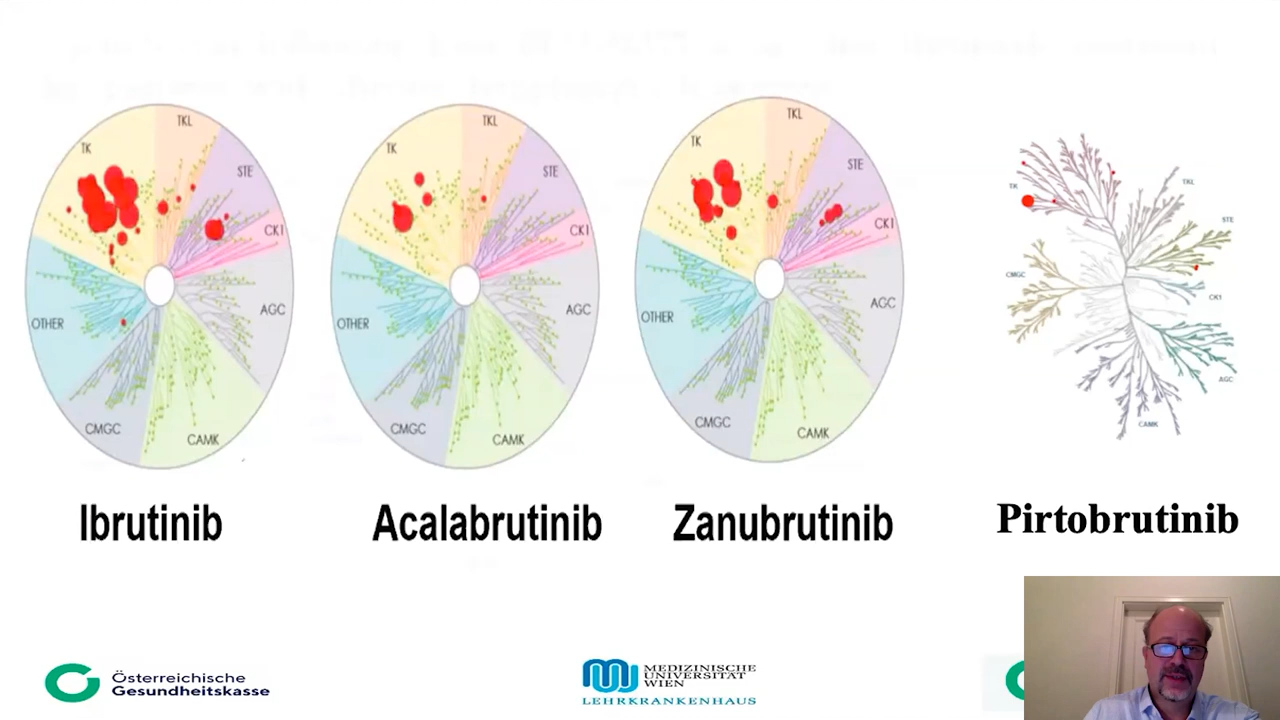 TK
TKL
STE
CK1
AGC
CAMK
CMGC
OTHER
TK
TKL
STE
CK1
AGC
CAMK
CMGC
OTHER
TK
TKL
STE
CK1
AGC
CAMK
CMGC
OTHER
TK
TKL
STE
CMGC
CK1
AGC
CAMK
Ibrutinib
Acalabrutinib
Zanubrutinib
Pirtobrutinib
Österreichische
Gesundheitskasse
MEDIZINISCHE
UNIVERSITÄT
WIEN
LEHRKRANKENHAUS